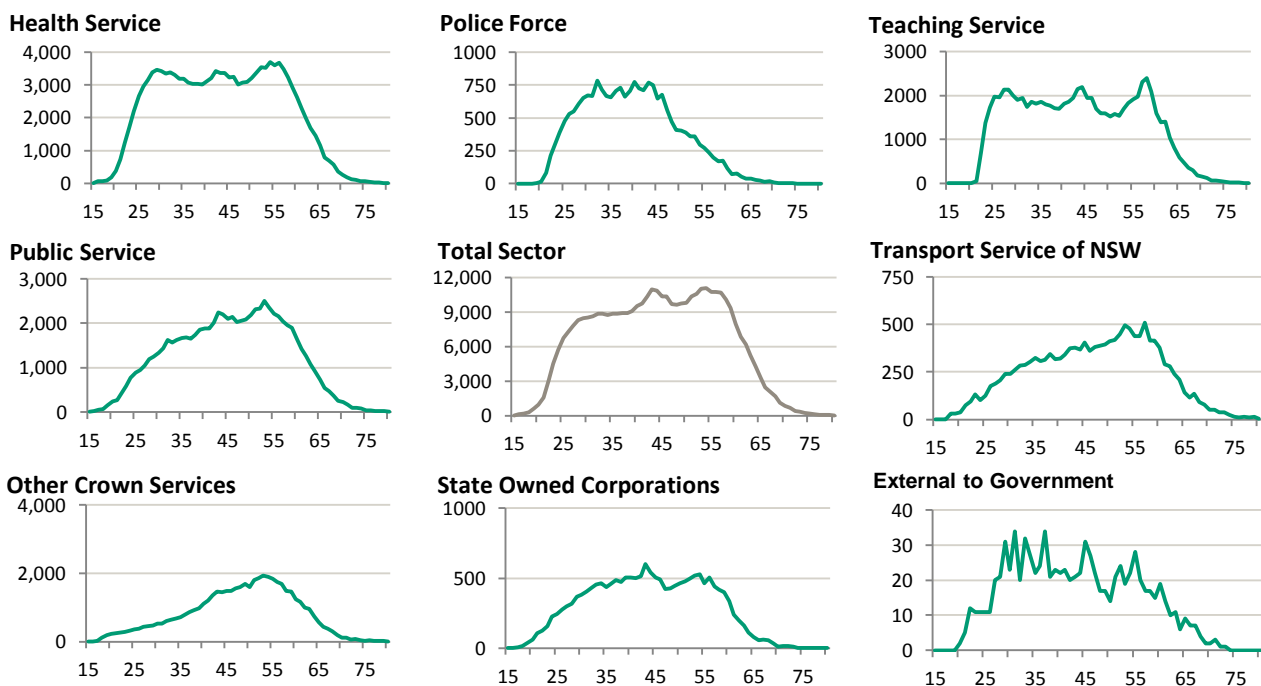 Health Service
4,000
3,000
2,000
1,000
0
15 25 35 45 55 65 75
Police Force
1000
750
500
250
0
15 25 35 45 55 65 75
Teaching Service
3000
2000
1000
0
15 25 35 45 55 65 75
Public Service
3,000
2,000
1,000
0
15 25 35 45 55 65 75
Total Sector
12,000
9,000
6,000
3,000
0
15 25 35 45 55 65 75
Transport Service of NSW
750
500
250
0
15 25 35 45 55 65 75
Other Crown Services
4,000
2,000
0
15 25 35 45 55 65 75
State Owned Corporations
1000
500
0
15 25 35 45 55 65 75
External to Government
40
30
20
10
0
15 25 35 45 55 65 75